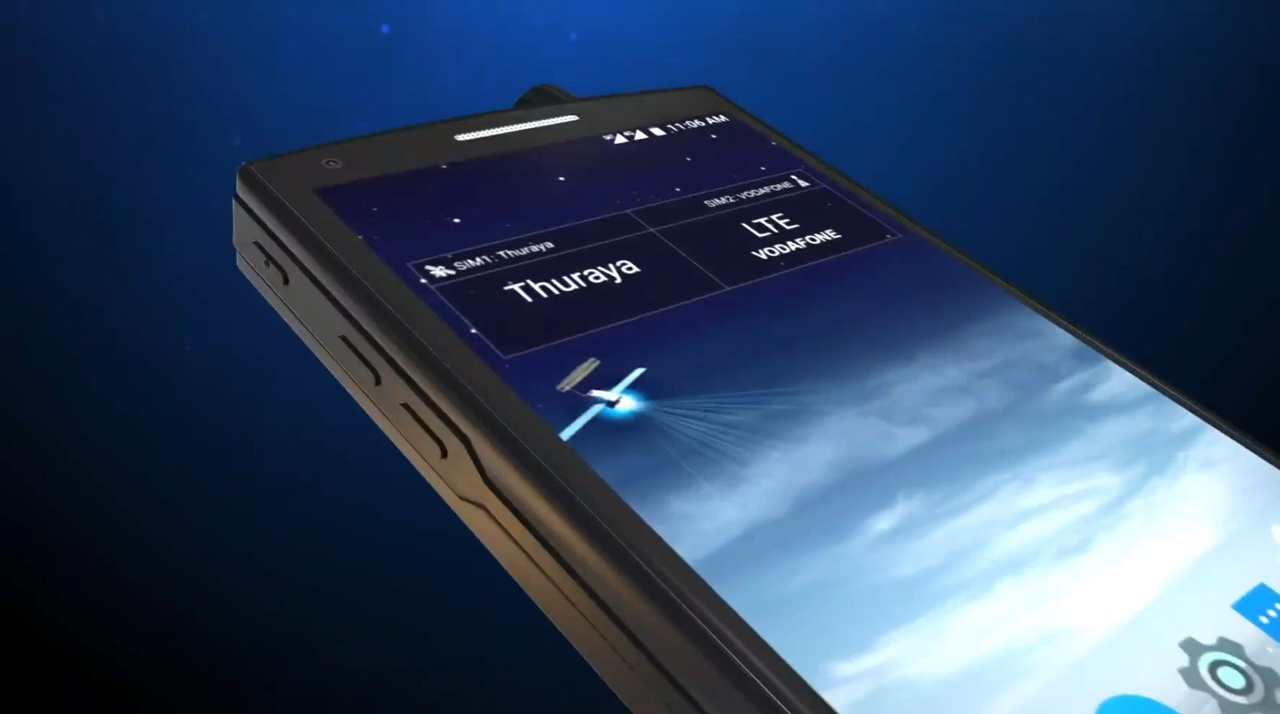 11:06 AM
SIM1: Thuraya
SIM2: VODAFONE
Thuraya
LTE
VODAFONE